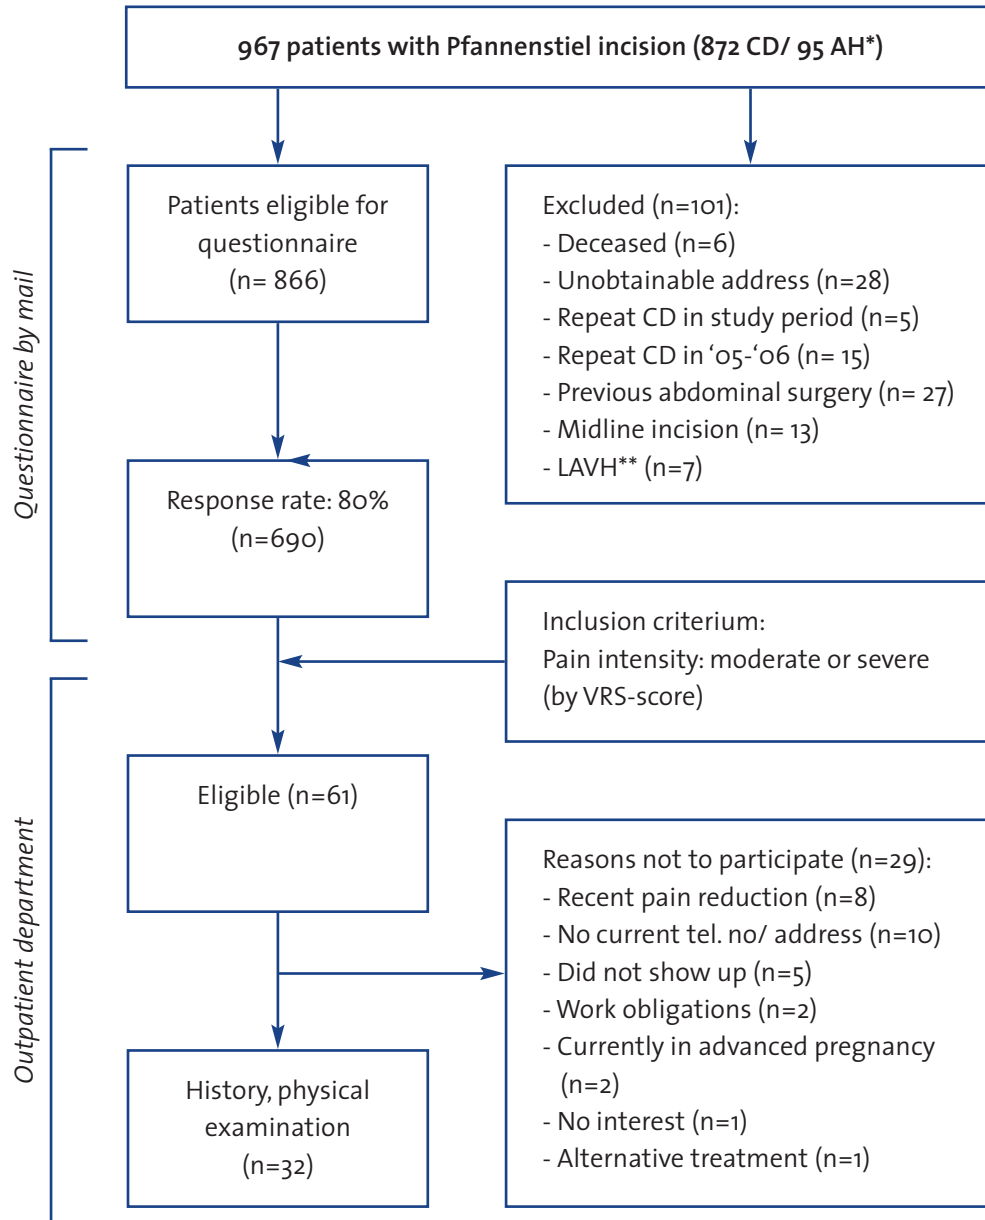 967 patients with Pfannenstiel incision (872 CD/ 95 AH*)
Questionnaire by mail
Patients eligible for
questionnaire
(n= 866)
Excluded (n=101):
- Deceased (n=6)
- Unobtainable address (n=28)
- Repeat CD in study period (n=5)
- Repeat CD in ‘05-‘06 (n= 15)
- Previous abdominal surgery (n= 27)
- Midline incision (n= 13)
- LAVH** (n=7)
Response rate: 80%
(n=690)
Inclusion criterium:
Pain intensity: moderate or severe
(by VRS-score)
Outpatient department
Eligible (n=61)
Reasons not to participate (n=29):
- Recent pain reduction (n=8)
- No current tel. no/ address (n=10)
- Did not show up (n=5)
- Work obligations (n=2)
- Currently in advanced pregnancy
(n=2)
- No interest (n=1)
- Alternative treatment (n=1)
History, physical
examination
(n=32)